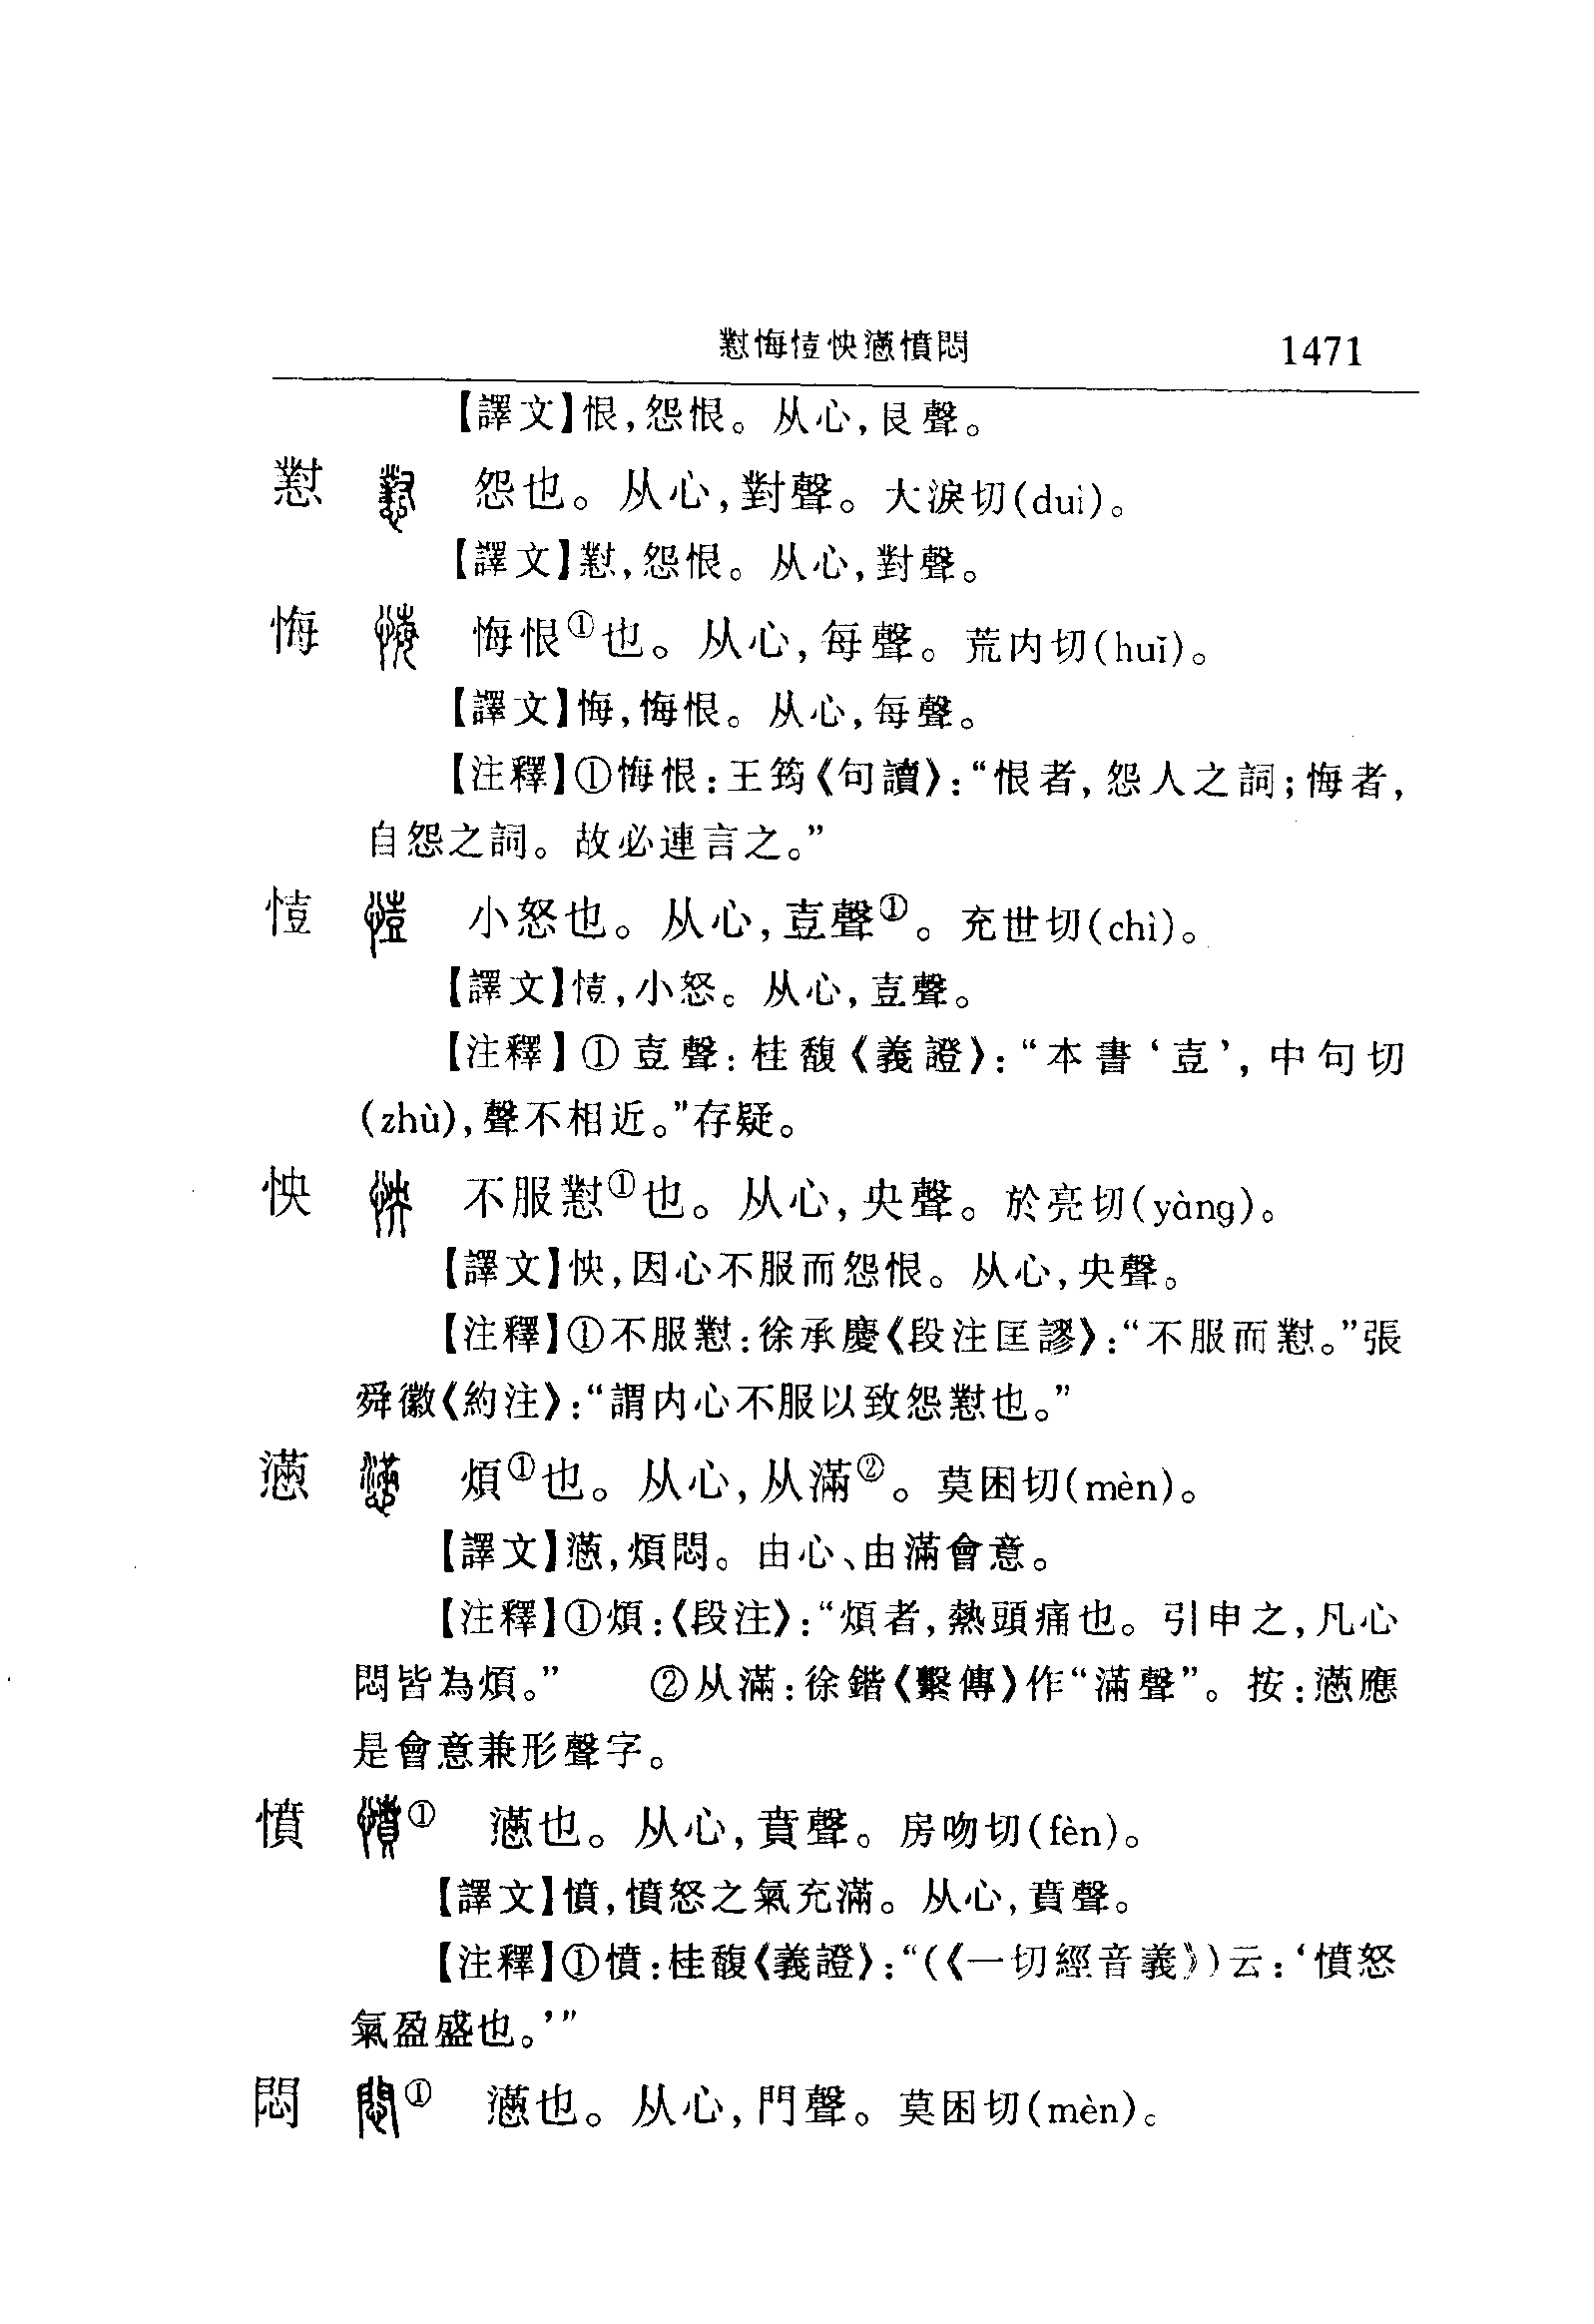 懟悔㤡怏懣憤悶 1471
【譯文】恨,怨恨。从心,艮聲。
懟 怨也。从心,對聲。大淚切(duì)。
【譯文】懟,怨恨。从心,對聲。
悔 悔恨①也。从心,每聲。荒内切(huǐ)。
【譯文】悔,悔恨。从心,每聲。
【注釋】①悔恨:王筠《句讀》:“恨者,怨人之詞;悔者,
自怨之詞。故必連言之。”
㤡 小怒也。从心,壴聲①。充世切(chì)。
【譯文】㤡,小怒。从心,壴聲。
【注釋】①壴聲:桂馥《義證》:“本書‘壴’,中句切
(zhù),聲不相近。”存疑。
怏 不服懟①也。从心,央聲。於亮切(yàng)。
【譯文】怏,因心不服而怨恨。从心,央聲。
【注釋】①不服懟:徐承慶《段注匡謬》:“不服而懟。”張
舜徽《約注》:“謂内心不服以致怨懟也。”
懣 煩①也。从心,从滿②。莫困切(mèn)。
【譯文】懣,煩悶。由心、由滿會意。
【注釋】①煩:《段注》:“煩者,熱頭痛也。引申之,凡心
悶皆為煩。” ②从滿:徐鍇《繫傳》作“滿聲”。按:懣應
是會意兼形聲字。
憤 ① 懣也。从心,賁聲。房吻切(fèn)。
【譯文】憤,憤怒之氣充滿。从心,賁聲。
【注釋】①憤:桂馥《義證》:“(《一切經音義》)云:‘憤怒
氣盈盛也。’”
悶 ① 懣也。从心,門聲。莫困切(mèn)。